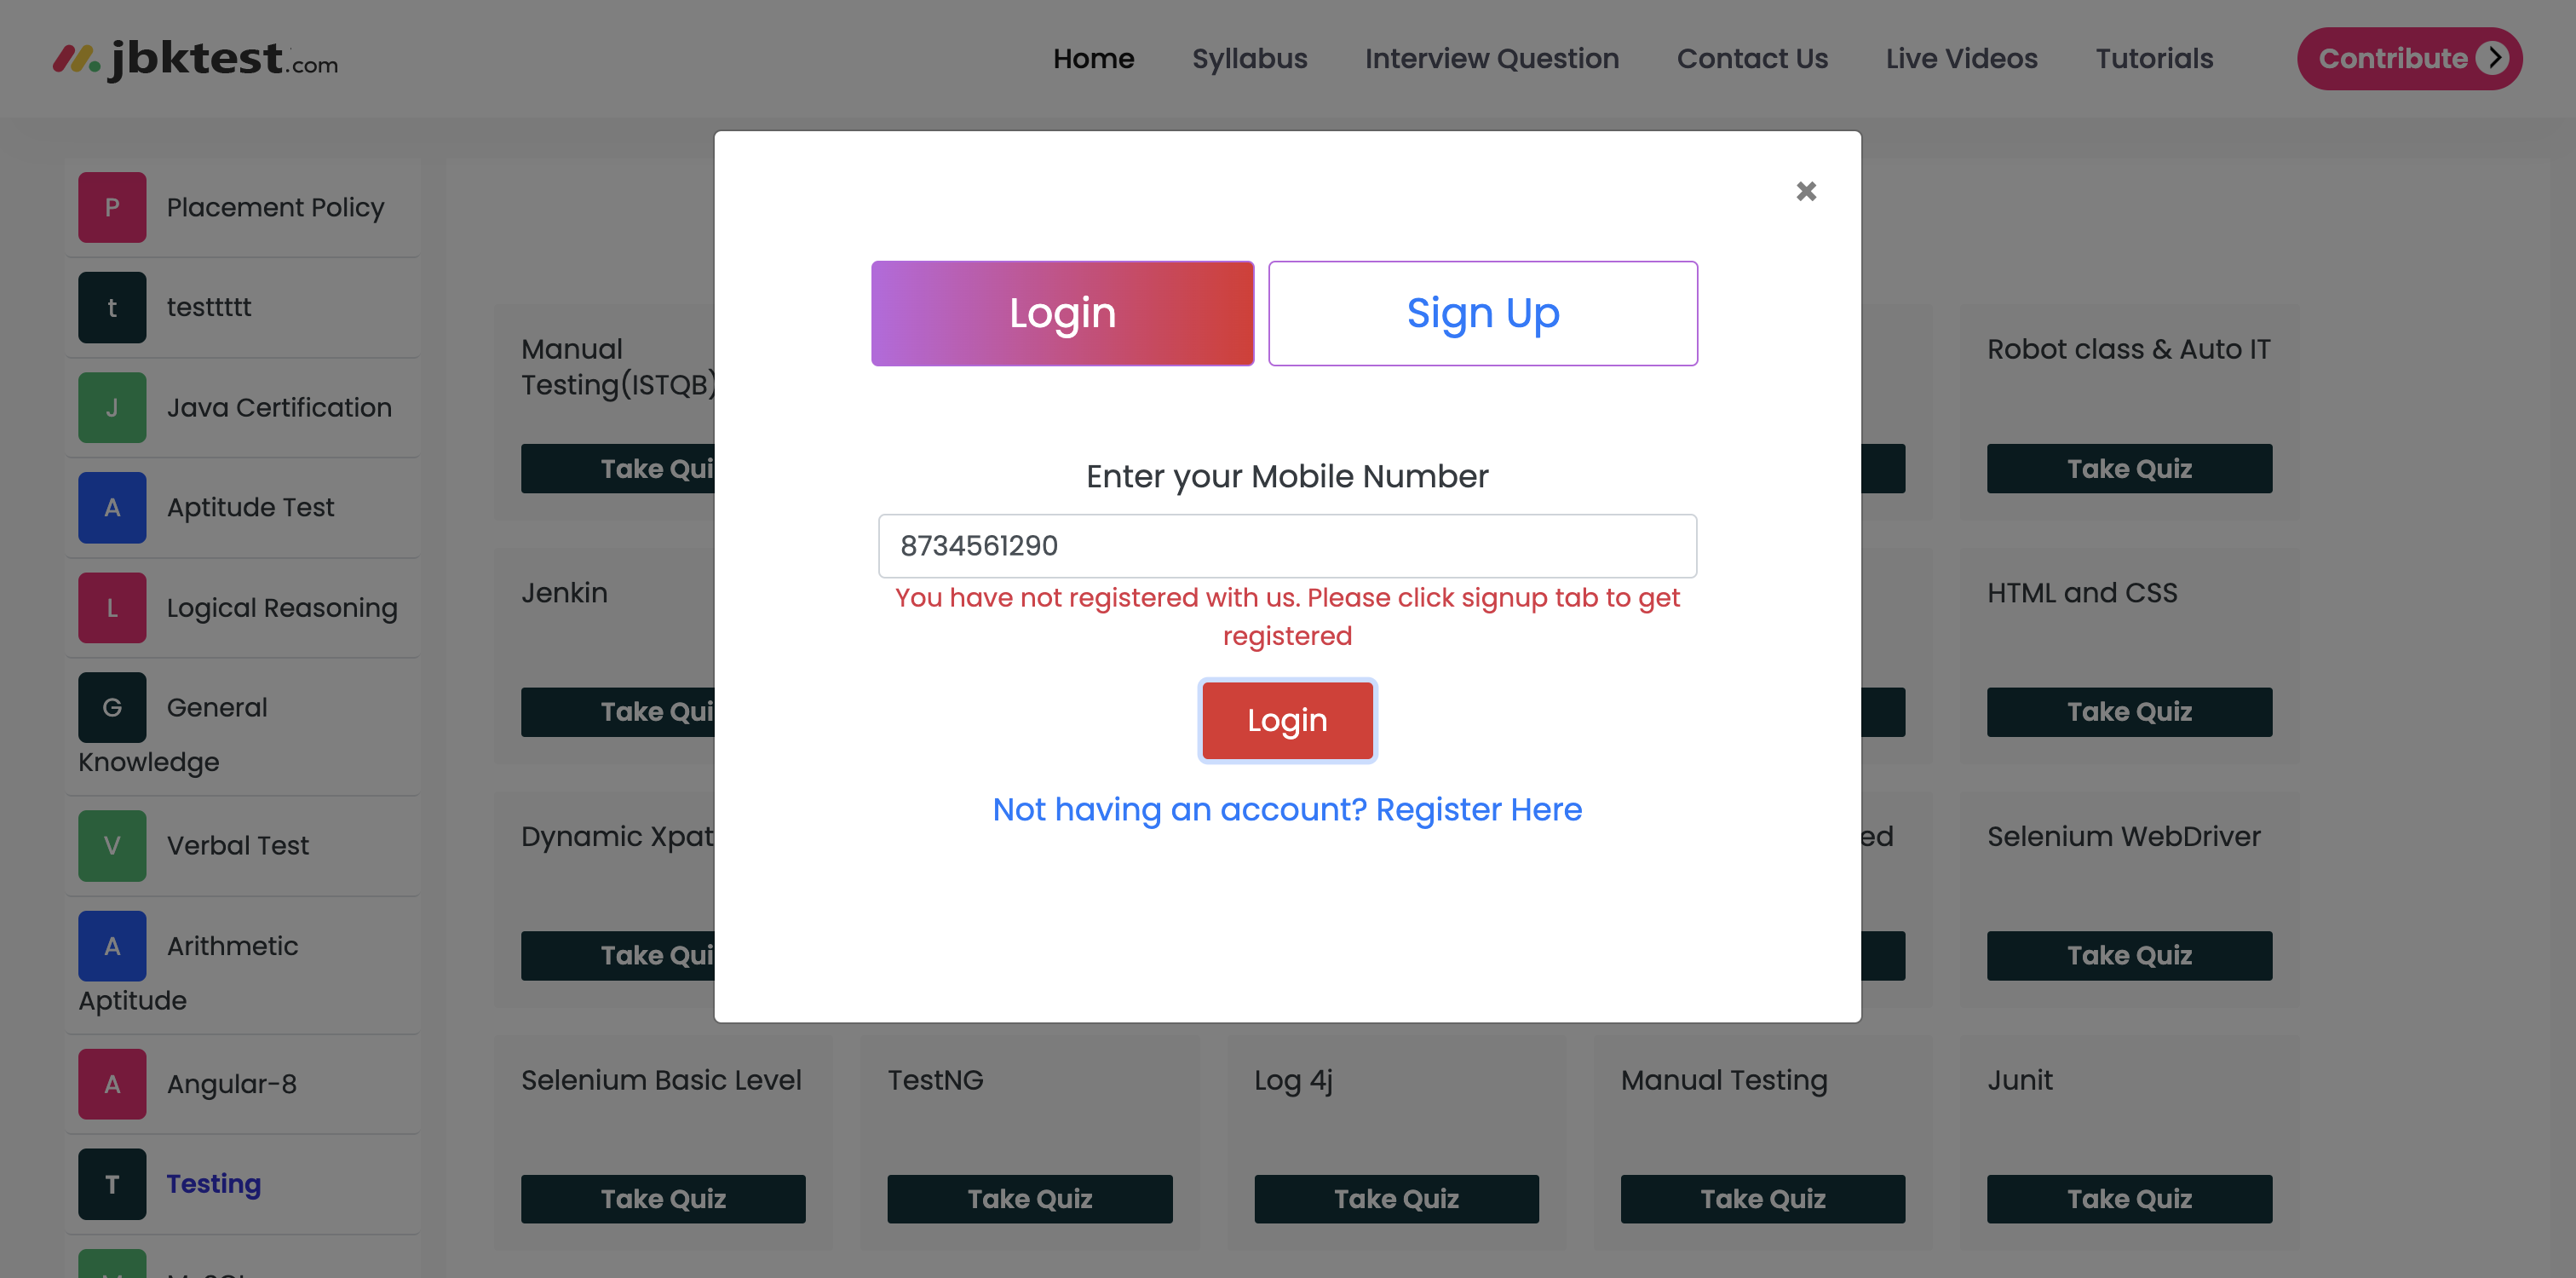 jbktest.com
Home
Syllabus
Interview Question
Contact Us
Live Videos
Tutorials
Contribute
P
Placement Policy
t
testtttt
J
Java Certification
A
Aptitude Test
L
Logical Reasoning
G
General
Knowledge
V
Verbal Test
A
Arithmetic
Aptitude
A
Angular-8
T
Testing
×
Login
Sign Up
Enter your Mobile Number
8734561290
You have not registered with us. Please click signup tab to get
registered
Login
Not having an account? Register Here
Manual
Testing(ISTQB)
Take Qui
Robot class & Auto IT
Take Quiz
Jenkin
Take Qui
HTML and CSS
Take Quiz
Dynamic Xpat
Take Qui
ed
Selenium WebDriver
Take Quiz
Selenium Basic Level
Take Quiz
TestNG
Take Quiz
Log 4j
Take Quiz
Manual Testing
Take Quiz
Junit
Take Quiz